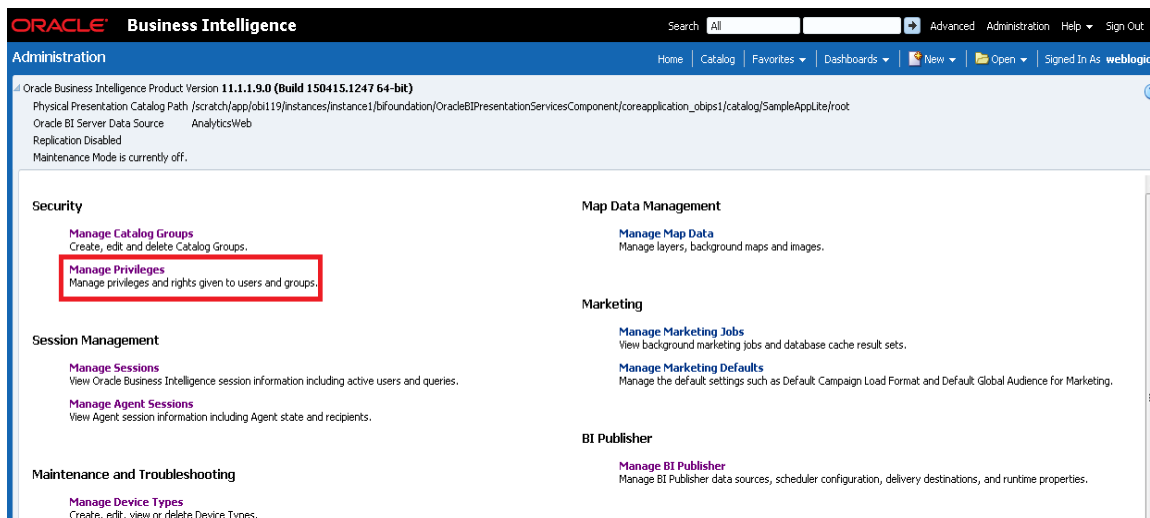 ORACLE Business Intelligence Search All Advanced Administration Help Sign Out
Administration Home Catalog Favorites Dashboards New Open Signed In As weblogic
Oracle Business Intelligence Product Version 11.1.1.9.0 (Build 150415.1247 64-bit)
Physical Presentation Catalog Path /scratch/app/obi119/instances/instance1/bifoundation/OracleBIPresentationServicesComponent/coreapplication_obips1/catalog/SampleAppLite/root
Oracle BI Server Data Source AnalyticsWeb
Replication Disabled
Maintenance Mode is currently off.
Security
Manage Catalog Groups
Create, edit and delete Catalog Groups.
Manage Privileges
Manage privileges and rights given to users and groups.
Session Management
Manage Sessions
View Oracle Business Intelligence session information including active users and queries.
Manage Agent Sessions
View Agent session information including Agent state and recipients.
Maintenance and Troubleshooting
Manage Device Types
Create, edit, view or delete Device Types.
Map Data Management
Manage Map Data
Manage layers, background maps and images.
Marketing
Manage Marketing Jobs
View background marketing jobs and database cache result sets.
Manage Marketing Defaults
Manage the default settings such as Default Campaign Load Format and Default Global Audience for Marketing.
BI Publisher
Manage BI Publisher
Manage BI Publisher data sources, scheduler configuration, delivery destinations, and runtime properties.